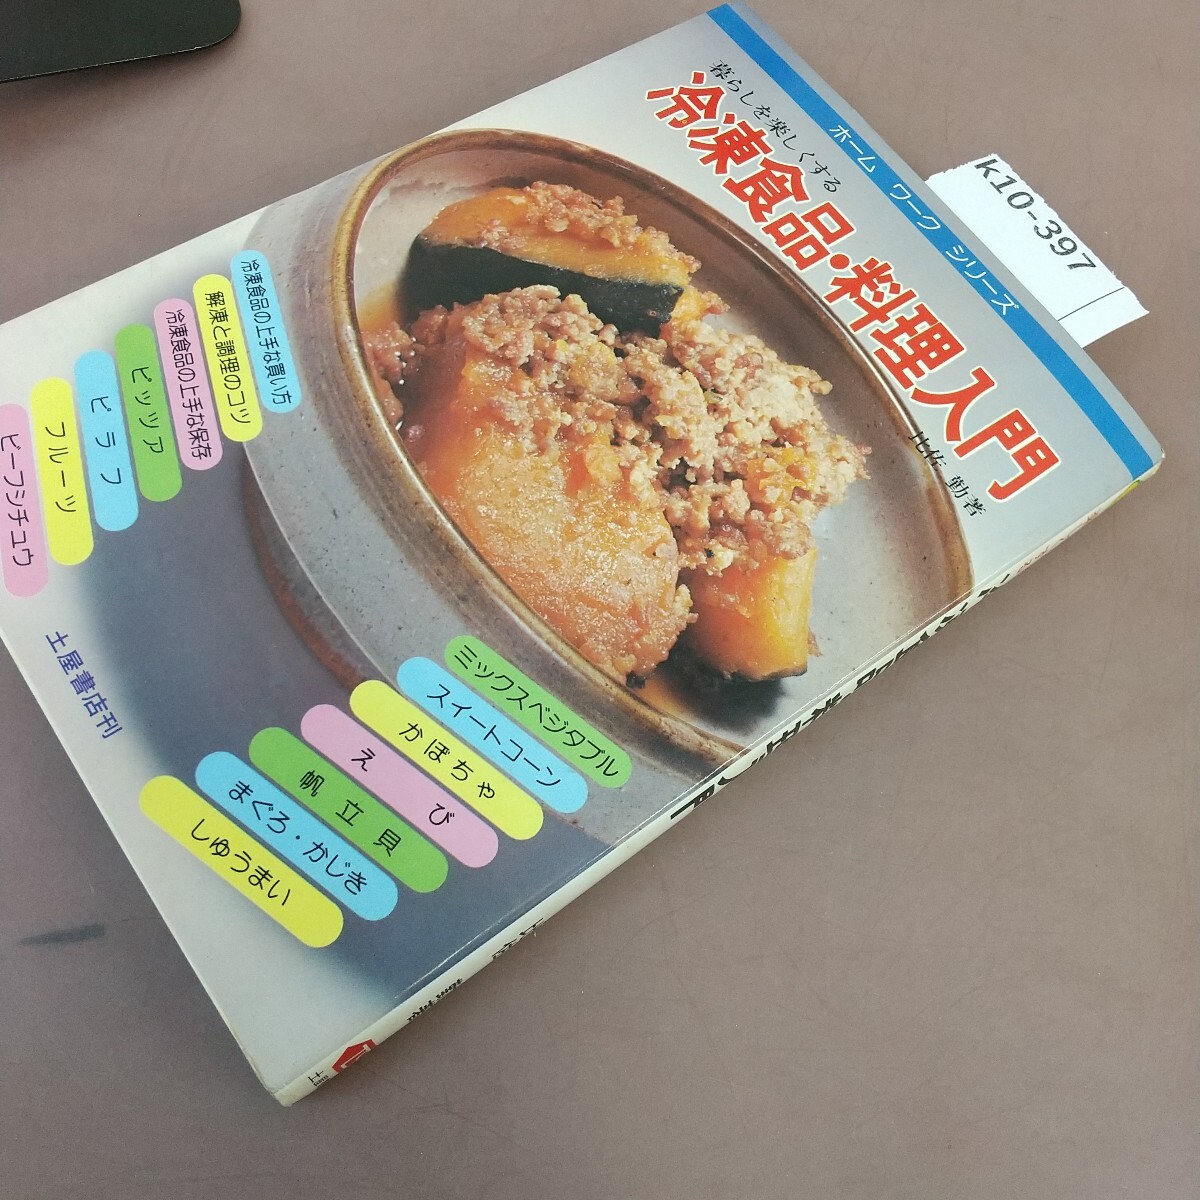 ホーム ワーク シリーズ
暮らしを楽しくする
冷凍食品・料理入門
比佐 勤著
k10-397
冷凍食品の上手な買い方
解凍と調理のコツ
冷凍食品の上手な保存
ピッツァ
ピラフ
フルーツ
ビーフシチュウ
ミックスベジタブル
スイートコーン
かぼちゃ
えび
帆立貝
まぐろ・かじき
しゅうまい
土屋書店刊